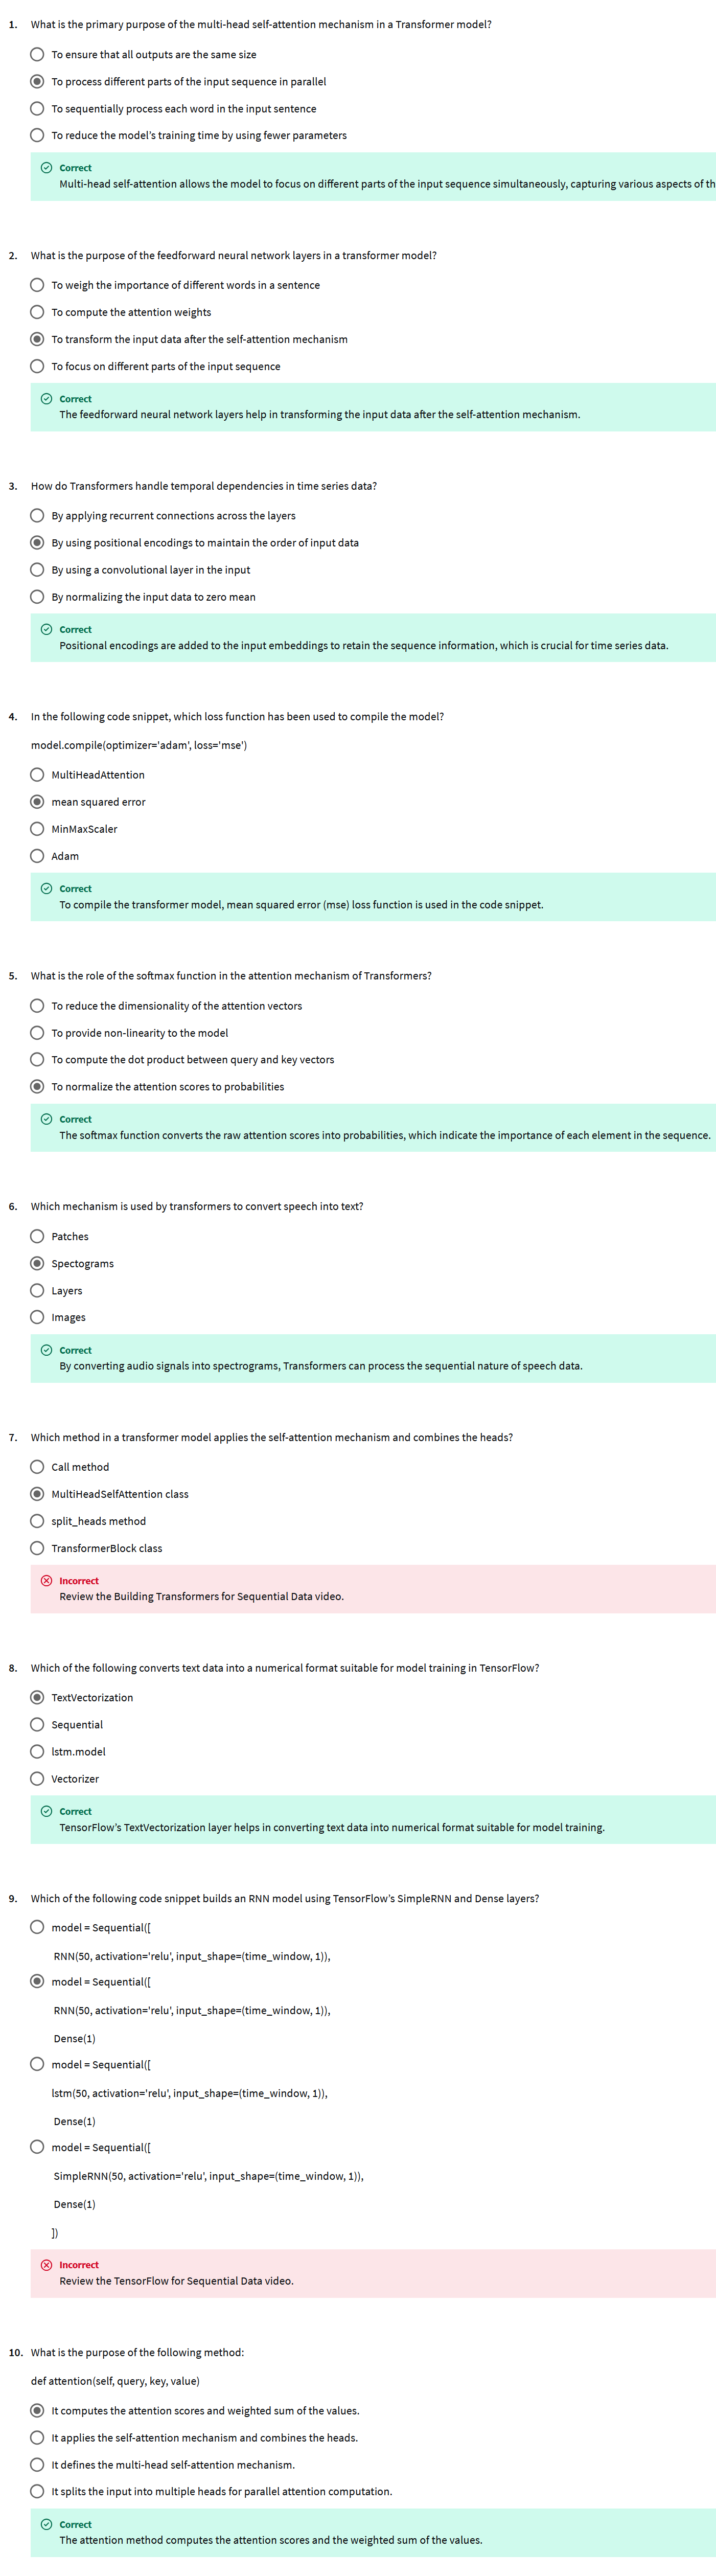 1. What is the primary purpose of the multi-head self-attention mechanism in a Transformer model?
To ensure that all outputs are the same size
To process different parts of the input sequence in parallel
To sequentially process each word in the input sentence
To reduce the model's training time by using fewer parameters
Correct
Multi-head self-attention allows the model to focus on different parts of the input sequence simultaneously, capturing various aspects of th
2. What is the purpose of the feedforward neural network layers in a transformer model?
To weigh the importance of different words in a sentence
To compute the attention weights
To transform the input data after the self-attention mechanism
To focus on different parts of the input sequence
Correct
The feedforward neural network layers help in transforming the input data after the self-attention mechanism.
3. How do Transformers handle temporal dependencies in time series data?
By applying recurrent connections across the layers
By using positional encodings to maintain the order of input data
By using a convolutional layer in the input
By normalizing the input data to zero mean
Correct
Positional encodings are added to the input embeddings to retain the sequence information, which is crucial for time series data.
4. In the following code snippet, which loss function has been used to compile the model?
model.compile(optimizer='adam', loss='mse')
MultiHeadAttention
mean squared error
MinMaxScaler
Adam
Correct
To compile the transformer model, mean squared error (mse) loss function is used in the code snippet.
5. What is the role of the softmax function in the attention mechanism of Transformers?
To reduce the dimensionality of the attention vectors
To provide non-linearity to the model
To compute the dot product between query and key vectors
To normalize the attention scores to probabilities
Correct
The softmax function converts the raw attention scores into probabilities, which indicate the importance of each element in the sequence.
6. Which mechanism is used by transformers to convert speech into text?
Patches
Spectograms
Layers
Images
Correct
By converting audio signals into spectrograms, Transformers can process the sequential nature of speech data.
7. Which method in a transformer model applies the self-attention mechanism and combines the heads?
Call method
MultiHeadSelfAttention class
split_heads method
TransformerBlock class
Incorrect
Review the Building Transformers for Sequential Data video.
8. Which of the following converts text data into a numerical format suitable for model training in TensorFlow?
TextVectorization
Sequential
lstm.model
Vectorizer
Correct
TensorFlow's TextVectorization layer helps in converting text data into numerical format suitable for model training.
9. Which of the following code snippet builds an RNN model using TensorFlow's SimpleRNN and Dense layers?
model = Sequential([
RNN(50, activation='relu', input_shape=(time_window, 1)),
model = Sequential([
RNN(50, activation='relu', input_shape=(time_window, 1)),
Dense(1)
model = Sequential([
lstm(50, activation='relu', input_shape=(time_window, 1)),
Dense(1)
model = Sequential([
SimpleRNN(50, activation='relu', input_shape=(time_window, 1)),
Dense(1)
])
Incorrect
Review the TensorFlow for Sequential Data video.
10. What is the purpose of the following method:
def attention(self, query, key, value)
It computes the attention scores and weighted sum of the values.
It applies the self-attention mechanism and combines the heads.
It defines the multi-head self-attention mechanism.
It splits the input into multiple heads for parallel attention computation.
Correct
The attention method computes the attention scores and the weighted sum of the values.